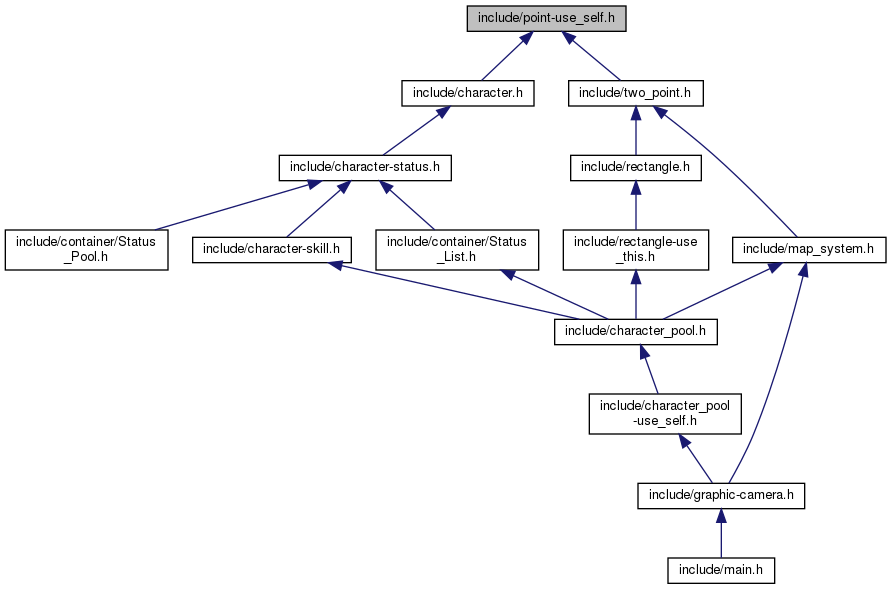 include/point-use_self.h
include/character.h
include/two_point.h
include/character-status.h
include/rectangle.h
include/container/Status
_Pool.h
include/character-skill.h
include/container/Status
_List.h
include/rectangle-use
_this.h
include/map_system.h
include/character_pool.h
include/character_pool
-use_self.h
include/graphic-camera.h
include/main.h